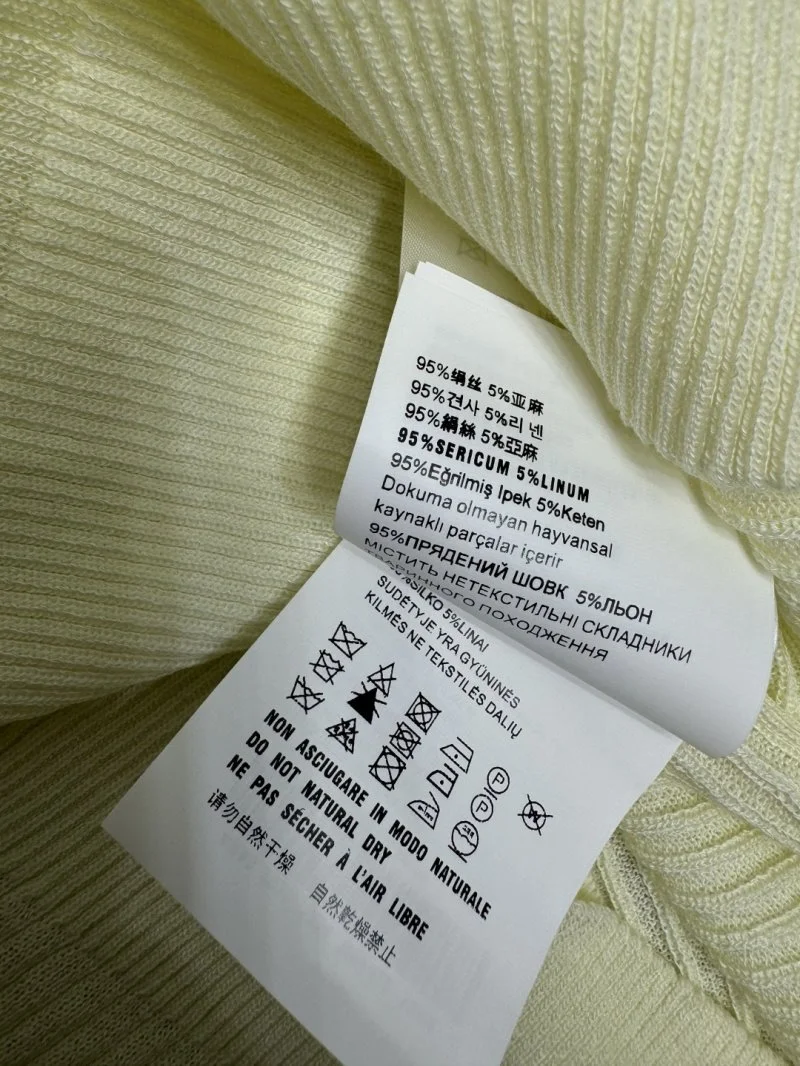 95%绢丝 5%亚麻
95%견사 5%리 넨
95%絹絲 5%亞麻
95%SERICUM 5%LINUM
95%Eğrilmiş Ipek 5%Keten
Dokuma olmayan hayvansal
kaynaklı parçalar içerir
95%ПРЯДЕНИЙ ШОВК 5%ЛЬОН
МІСТИТЬ НЕТЕКСТИЛЬНІ СКЛАДНИКИ
ТВАРИННОГО ПОХОДЖЕННЯ
95%ŠILKO 5%LINAI
SUDĖTYJE YRA GYŪNINĖS
KILMĖS NE TEKSTILĖS DALIŲ
P
P
W
NON ASCIUGARE IN MODO NATURALE
DO NOT NATURAL DRY
NE PAS SÉCHER À L'AIR LIBRE
请勿自然干燥 自然乾燥禁止